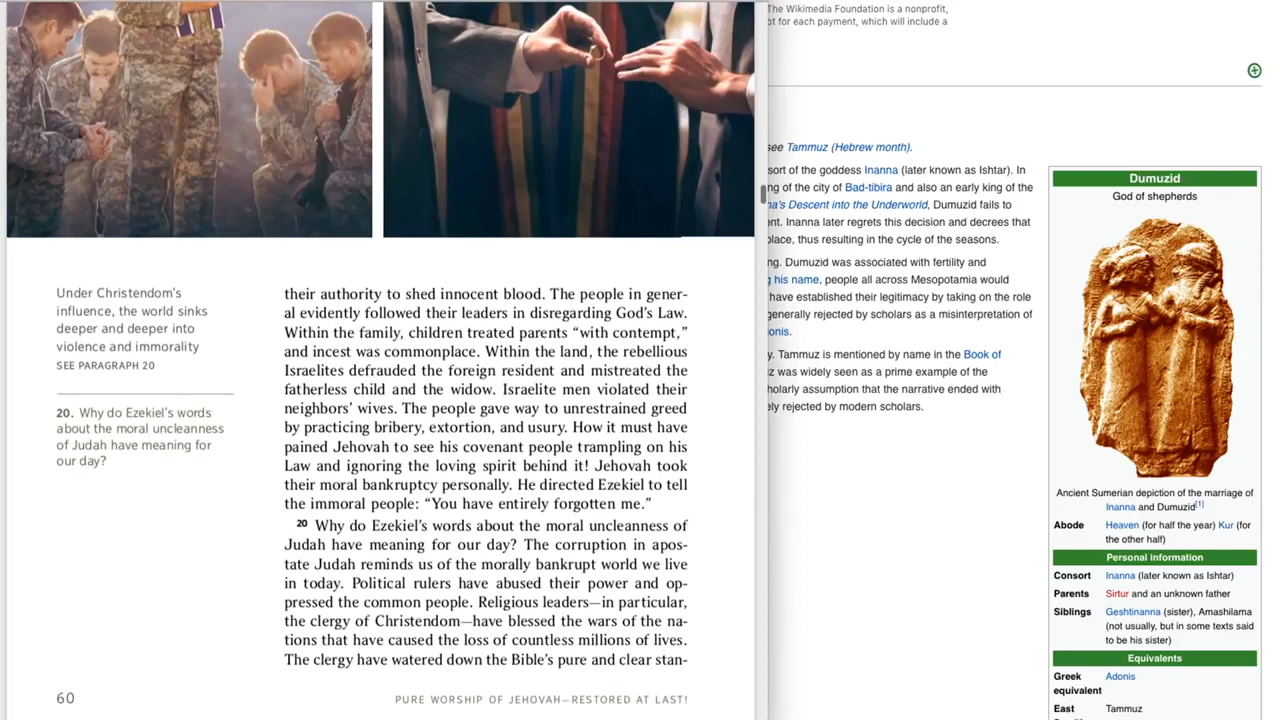 Under Christendom's
influence, the world sinks
deeper and deeper into
violence and immorality
SEE PARAGRAPH 20
20. Why do Ezekiel's words
about the moral uncleanness
of Judah have meaning for
our day?
their authority to shed innocent blood. The people in gener-
al evidently followed their leaders in disregarding God's Law.
Within the family, children treated parents “with contempt,”
and incest was commonplace. Within the land, the rebellious
Israelites defrauded the foreign resident and mistreated the
fatherless child and the widow. Israelite men violated their
neighbors' wives. The people gave way to unrestrained greed
by practicing bribery, extortion, and usury. How it must have
pained Jehovah to see his covenant people trampling on his
Law and ignoring the loving spirit behind it! Jehovah took
their moral bankruptcy personally. He directed Ezekiel to tell
the immoral people: “You have entirely forgotten me.”
20 Why do Ezekiel's words about the moral uncleanness of
Judah have meaning for our day? The corruption in apos-
tate Judah reminds us of the morally bankrupt world we live
in today. Political rulers have abused their power and op-
pressed the common people. Religious leaders—in particular,
the clergy of Christendom—have blessed the wars of the na-
tions that have caused the loss of countless millions of lives.
The clergy have watered down the Bible's pure and clear stan-
60
PURE WORSHIP OF JEHOVAH—RESTORED AT LAST!
The Wikimedia Foundation is a nonprofit,
for each payment, which will include a
see Tammuz (Hebrew month).
of the goddess Inanna (later known as Ishtar). In
of the city of Bad-tibira and also an early king of the
Descent into the Underworld, Dumuzid fails to
Inanna later regrets this decision and decrees that
thus resulting in the cycle of the seasons.
Dumuzid was associated with fertility and
his name, people all across Mesopotamia would
have established their legitimacy by taking on the role
generally rejected by scholars as a misinterpretation of
Tammuz is mentioned by name in the Book of
was widely seen as a prime example of the
assumption that the narrative ended with
rejected by modern scholars.
Dumuzid
God of shepherds
Ancient Sumerian depiction of the marriage of
Inanna and Dumuzid[1]
Abode Heaven (for half the year) Kur (for
the other half)
Personal information
Consort Inanna (later known as Ishtar)
Parents Sirtur and an unknown father
Siblings Geshtinanna (sister), Amashilama
(not usually, but in some texts said
to be his sister)
Equivalents
Greek Adonis
equivalent
East Tammuz